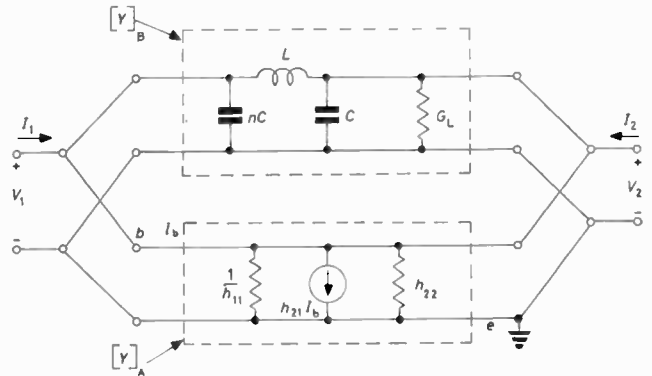 [Y]B
L
nC
C
GL
I1
+
V1
-
I2
+
V2
-
b
Ib
1/h11
h21 Ib
h22
e
[Y]A